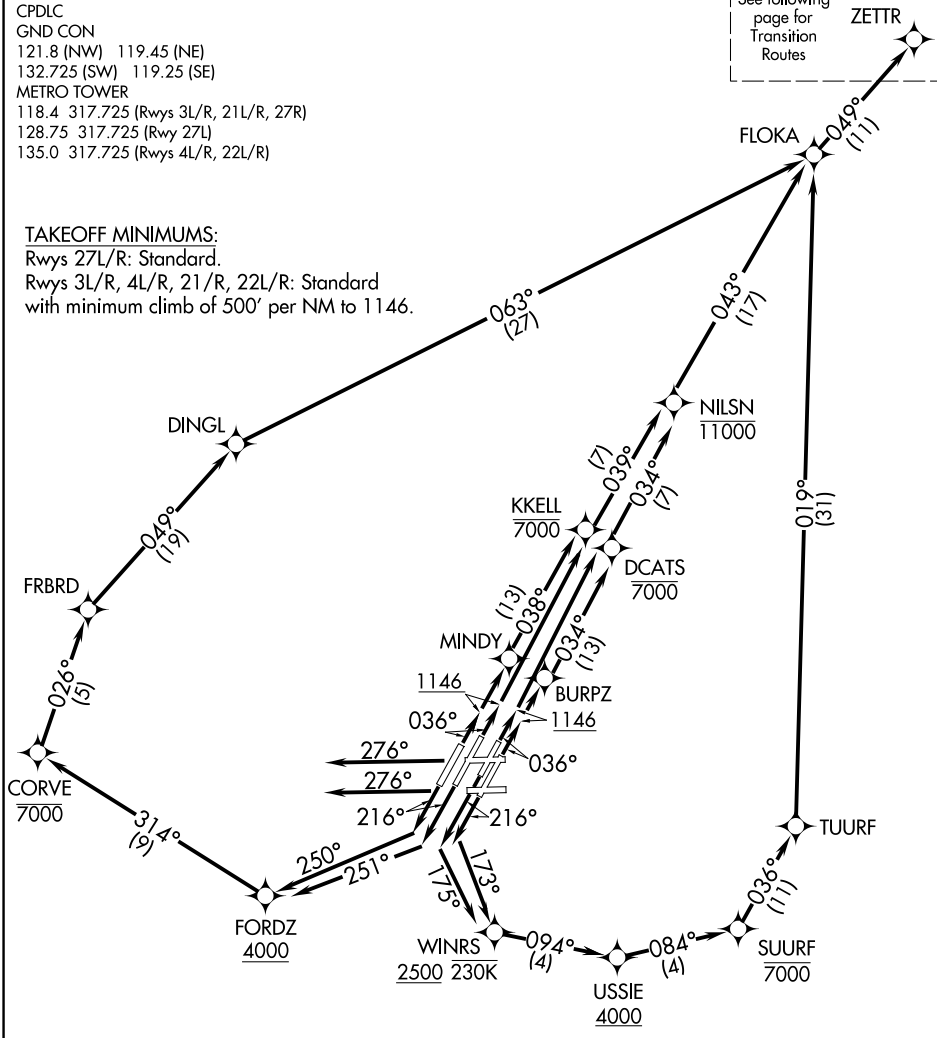 CPDLC
GND CON
121.8 (NW) 119.45 (NE)
132.725 (SW) 119.25 (SE)
METRO TOWER
118.4 317.725 (Rwys 3L/R, 21L/R, 27R)
128.75 317.725 (Rwy 27L)
135.0 317.725 (Rwys 4L/R, 22L/R)
See following
page for
Transition
Routes
ZETTR
049°
(11)
FLOKA
TAKEOFF MINIMUMS:
Rwys 27L/R: Standard.
Rwys 3L/R, 4L/R, 21/R, 22L/R: Standard
with minimum climb of 500' per NM to 1146.
063°
(27)
043°
(17)
DINGL
NILSN
11000
(7)
039°
034°
(7)
019°
(31)
049°
(19)
KKELL
7000
DCATS
7000
FRBRD
(13)
038°
034°
(13)
MINDY
BURPZ
1146
1146
026°
(5)
036°
036°
276°
276°
CORVE
7000
216°
216°
314°
(9)
TUURF
250°
251°
175°
173°
036°
(11)
FORDZ
4000
WINRS
2500 230K
094°
(4)
084°
(4)
SUURF
7000
USSIE
4000